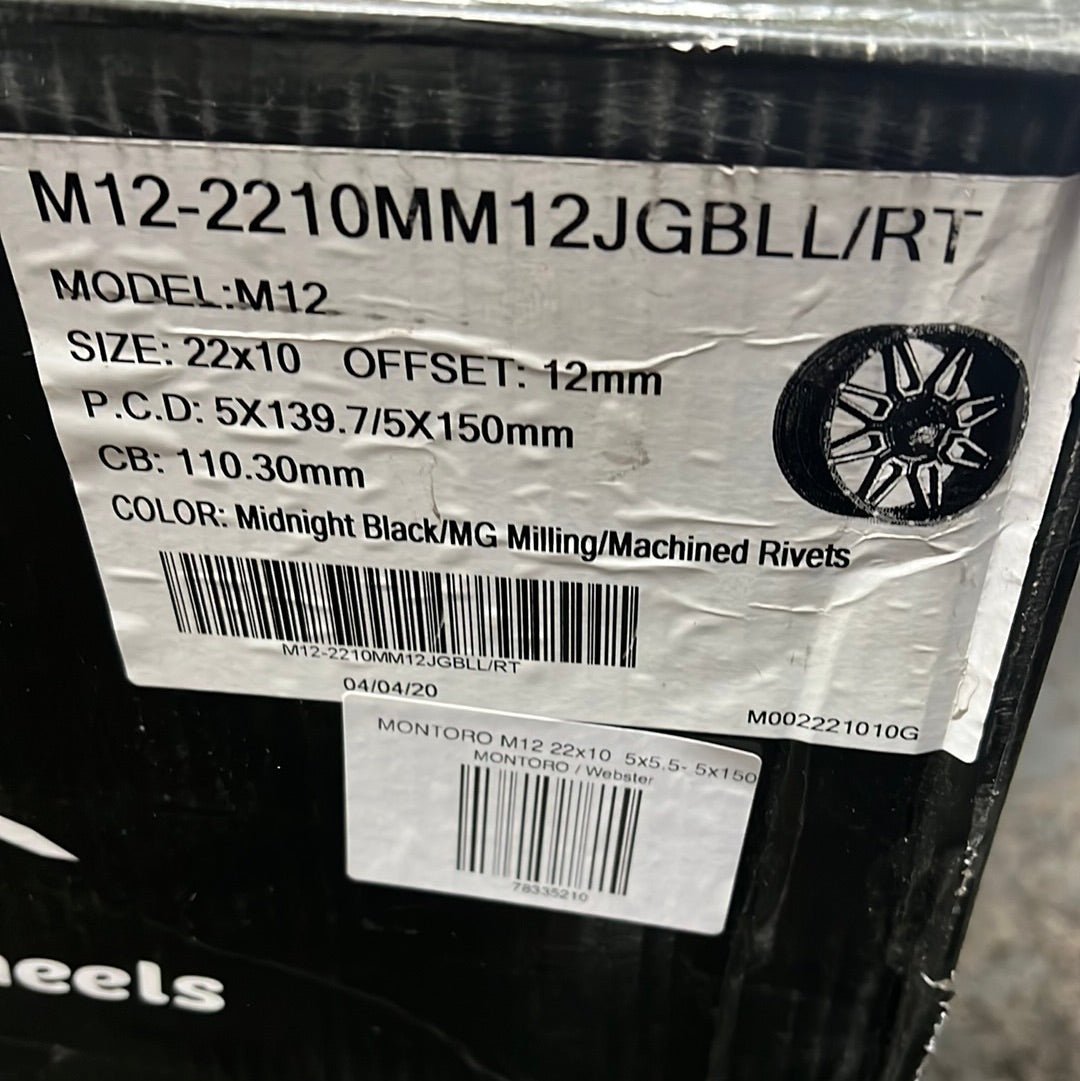 M12-2210MM12JGBLL/RT
MODEL:M12
SIZE: 22x10 OFFSET: 12mm
P.C.D: 5X139.7/5X150mm
CB: 110.30mm
COLOR: Midnight Black/MG Milling/Machined Rivets
M12-2210MM12JGBLL/RT
04/04/20
M002221010G
MONTORO M12 22x10 5x5.5- 5x150
MONTORO / Webster
78335210
heels